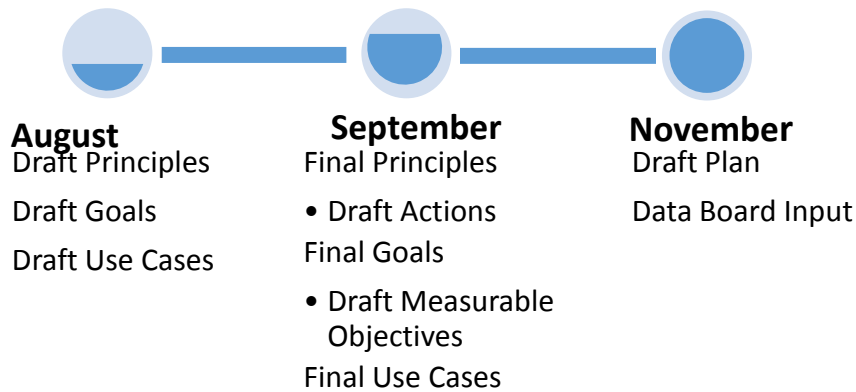 August
Draft Principles
Draft Goals
Draft Use Cases
September
Final Principles
• Draft Actions
Final Goals
• Draft Measurable
Objectives
Final Use Cases
November
Draft Plan
Data Board Input